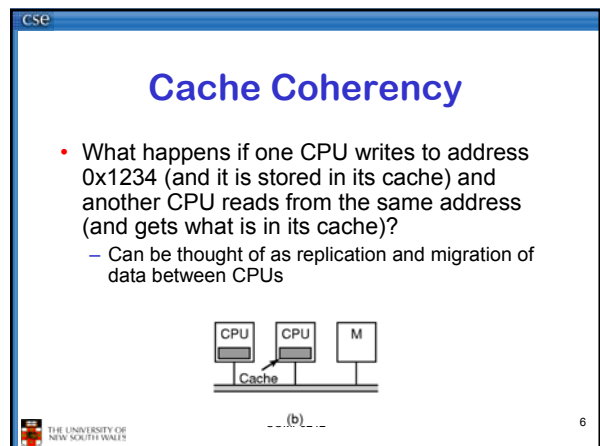 cse
Cache Coherency
• What happens if one CPU writes to address
0x1234 (and it is stored in its cache) and
another CPU reads from the same address
(and gets what is in its cache)?
– Can be thought of as replication and migration of
data between CPUs
CPU CPU M
Cache
(b)
THE UNIVERSITY OF
NEW SOUTH WALES
6